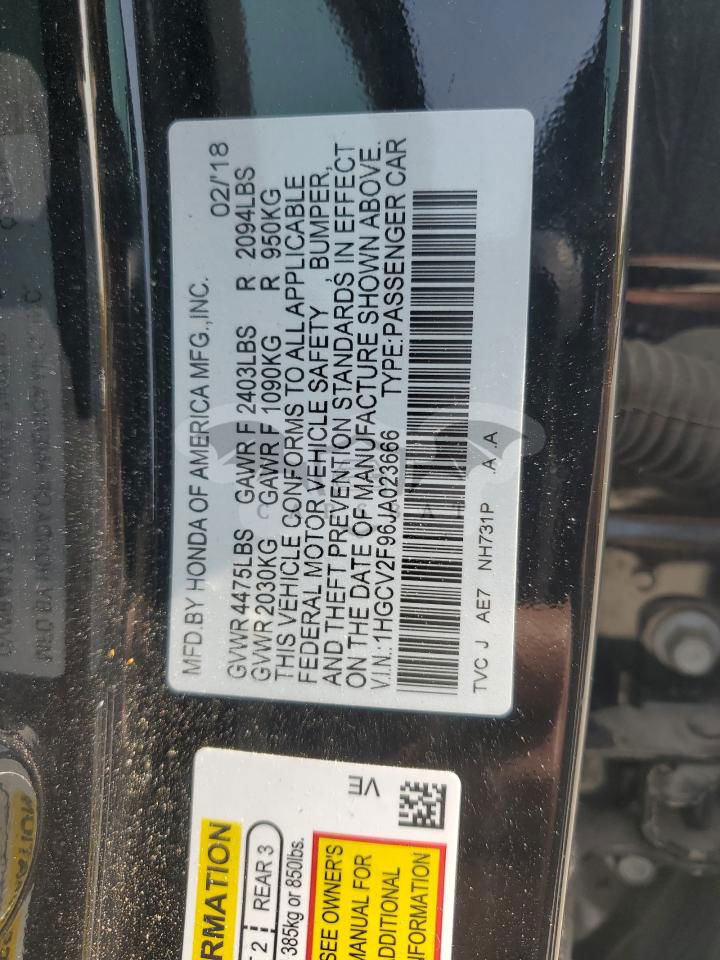 MFD.BY HONDA OF AMERICA MFG.,INC. 02/'18
GVWR 4475LBS GAWR F 2403LBS R 2094LBS
GVWR 2030KG GAWR F 1090KG R 950KG
THIS VEHICLE CONFORMS TO ALL APPLICABLE
FEDERAL MOTOR VEHICLE SAFETY , BUMPER,
AND THEFT PREVENTION STANDARDS IN EFFECT
ON THE DATE OF MANUFACTURE SHOWN ABOVE.
V.I.N.:1HGCV2F96JA023666 TYPE:PASSENGER CAR
TVC J AE7 NH731P .A .A
VE
REAR 3
385kg or 850lbs.
SEE OWNER'S
MANUAL FOR
ADDITIONAL
INFORMATION